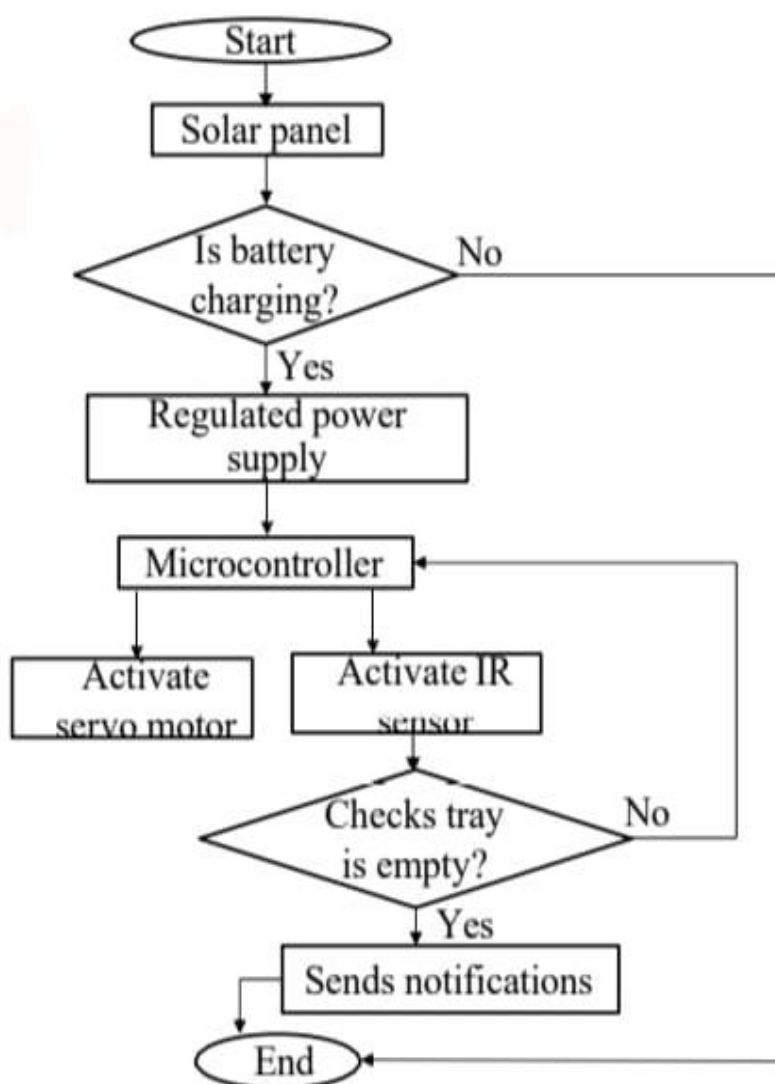 Start
Solar panel
Is battery
charging?
No
Yes
Regulated power
supply
Microcontroller
Activate
servo motor
Activate IR
sensor
Checks tray
is empty?
No
Yes
Sends notifications
End